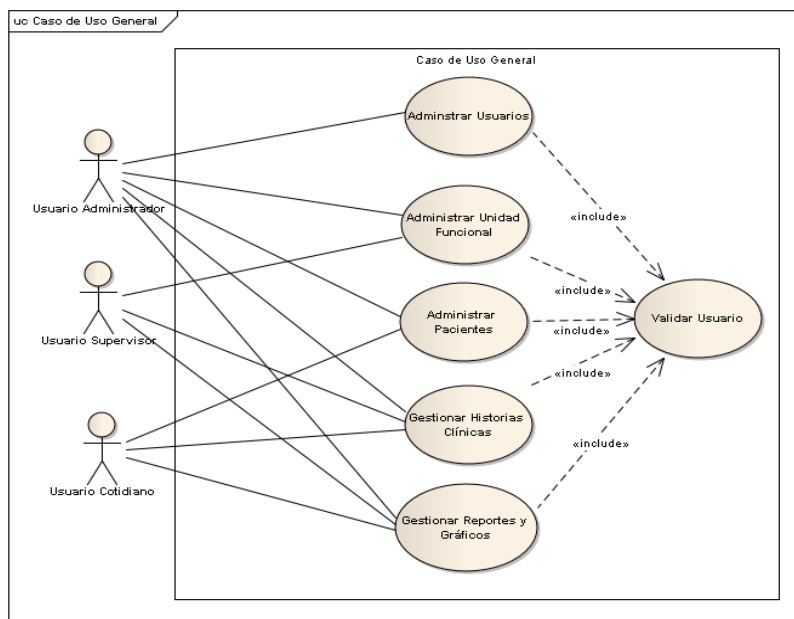 uc Caso de Uso General
Caso de Uso General
Adminstrar Usuarios
Usuario Administrador
Administrar Unidad
Funcional
«include»
Usuario Supervisor
«include»
Administrar
Pacientes
«include»
Validar Usuario
«include»
Usuario Cotidiano
Gestionar Historias
Clínicas
«include»
Gestionar Reportes y
Gráficos